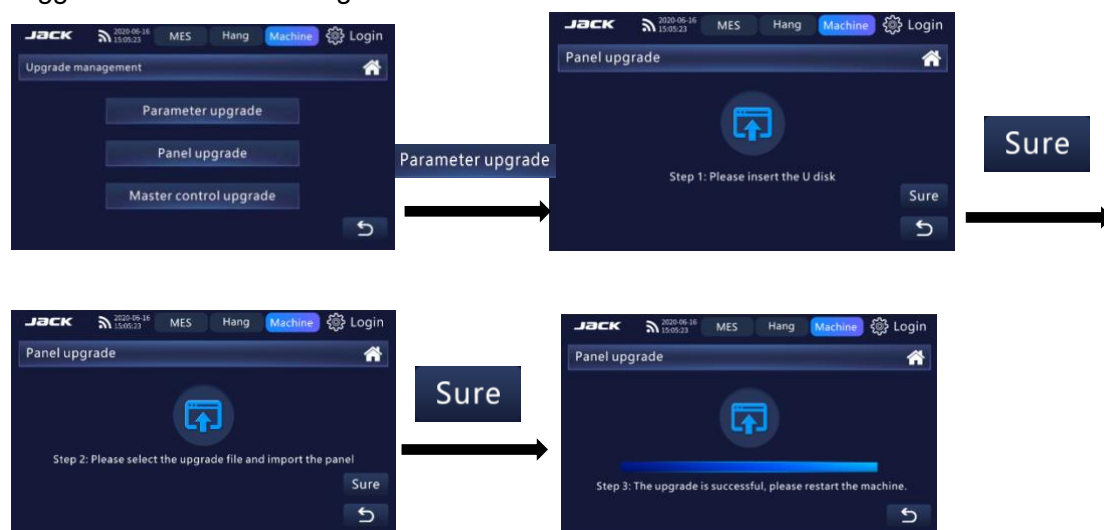 JACK 2020-06-16 15:05:23 MES Hang Machine Login
Upgrade management
Parameter upgrade
Panel upgrade
Master control upgrade
Parameter upgrade
JACK 2020-06-16 15:05:23 MES Hang Machine Login
Panel upgrade
Step 1: Please insert the U disk
Sure
Sure
JACK 2020-06-16 15:05:23 MES Hang Machine Login
Panel upgrade
Step 2: Please select the upgrade file and import the panel
Sure
Sure
JACK 2020-06-16 15:05:23 MES Hang Machine Login
Panel upgrade
Step 3: The upgrade is successful, please restart the machine.